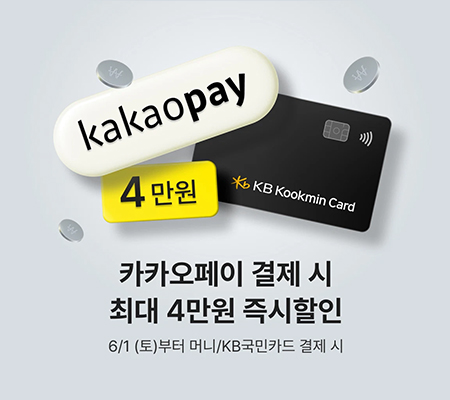 kakaopay
4만원
KB Kookmin Card
카카오페이 결제 시
최대 4만원 즉시할인
6/1 (토)부터 머니/KB국민카드 결제 시